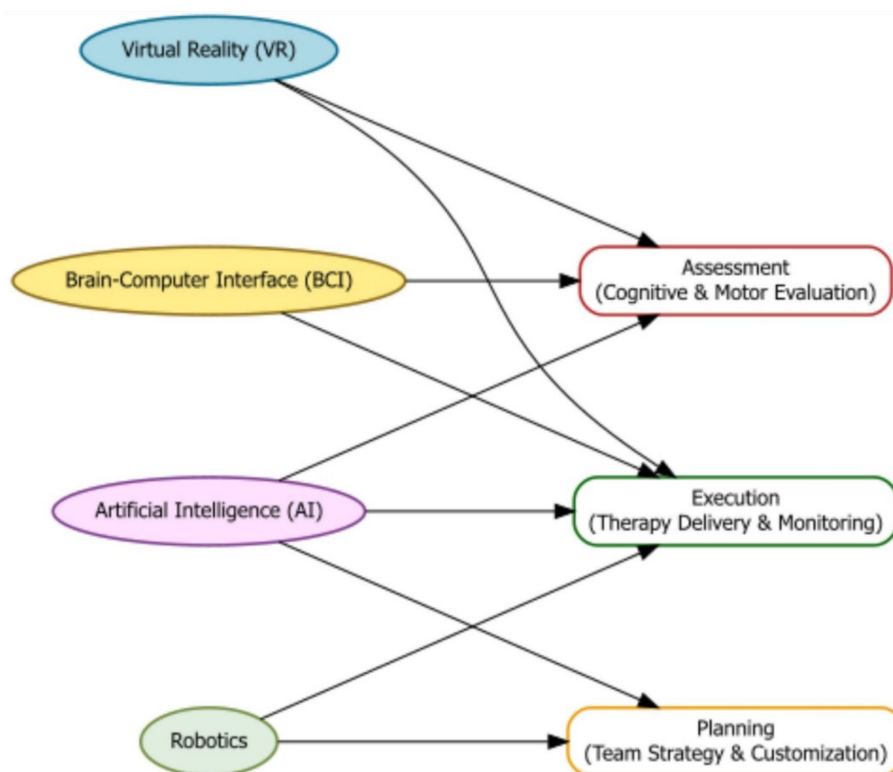 Virtual Reality (VR)
Assessment
(Cognitive & Motor Evaluation)
Brain-Computer Interface (BCI)
Execution
(Therapy Delivery & Monitoring)
Artificial Intelligence (AI)
Planning
(Team Strategy & Customization)
Robotics